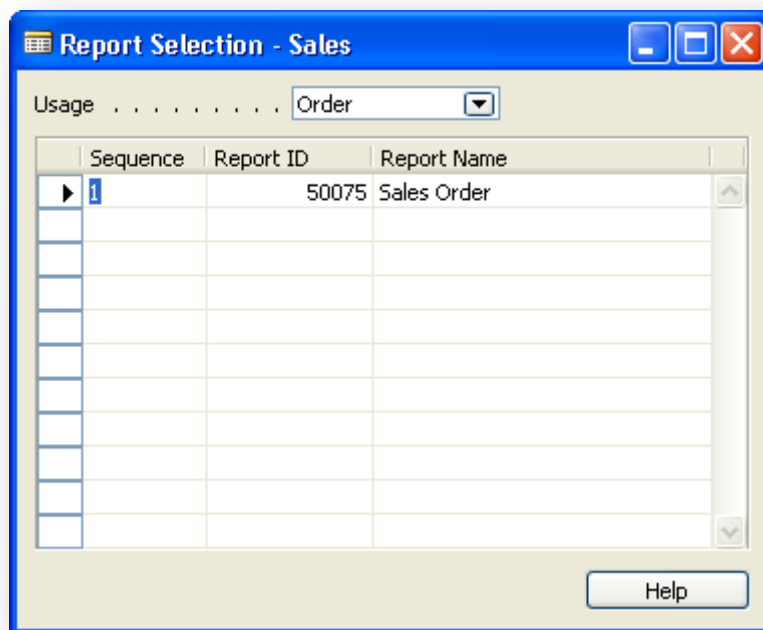 Report Selection - Sales
Usage . . . . . . . . . Order
Sequence Report ID Report Name
1 50075 Sales Order
Help